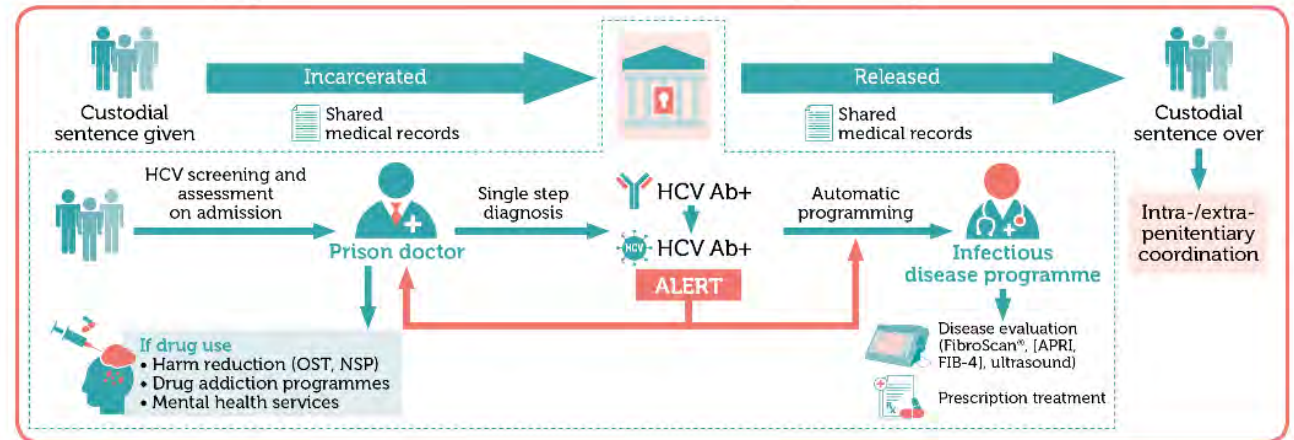 Custodial
sentence given
Incarcerated
Shared
medical records
Released
Shared
medical records
Custodial
sentence over
Intra-/extra-
penitentiary
coordination
HCV screening and
assessment
on admission
Prison doctor
Single step
diagnosis
HCV Ab+
HCV
HCV Ab+
ALERT
Automatic
programming
Infectious
disease programme
If drug use
• Harm reduction (OST, NSP)
• Drug addiction programmes
• Mental health services
Disease evaluation
(FibroScan®, [APRI,
FIB-4], ultrasound)
Rx
Prescription treatment